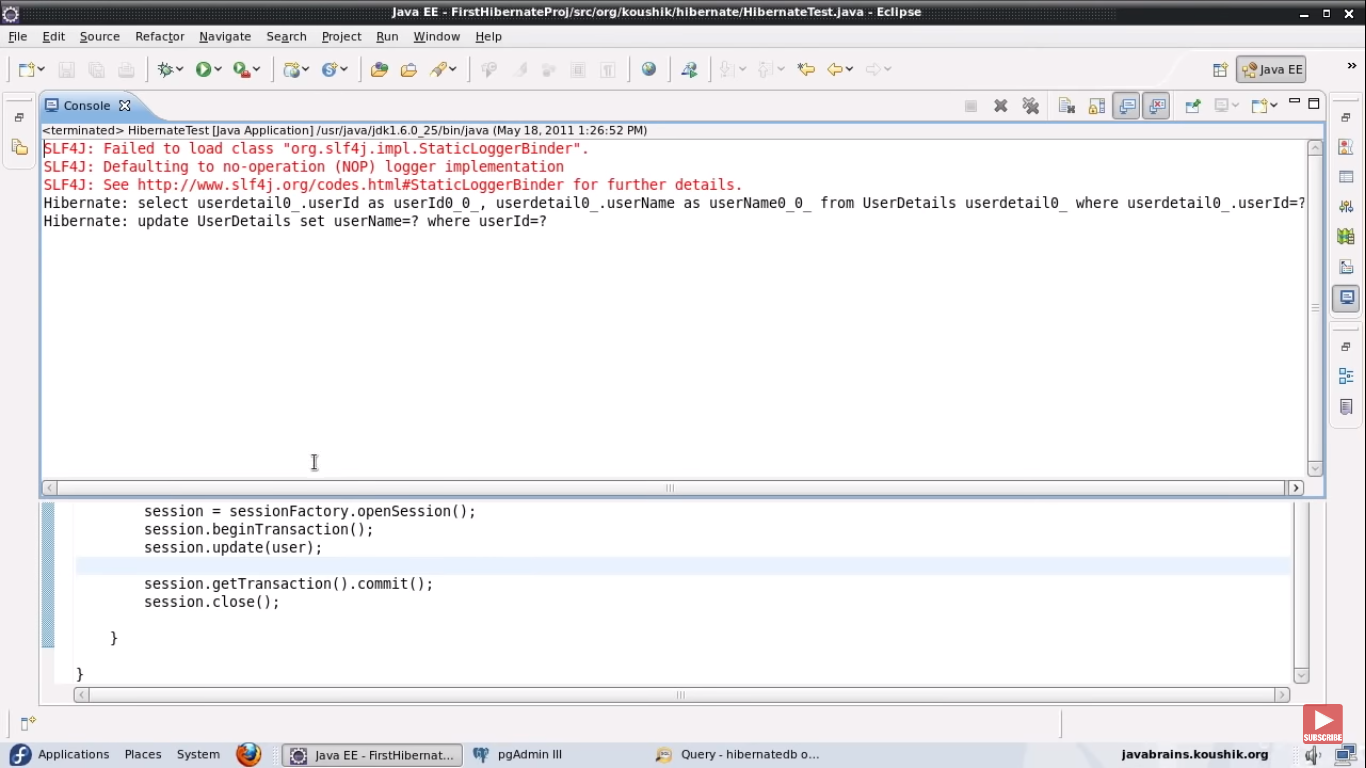 Java EE - FirstHibernateProj/src/org/koushik/hibernate/HibernateTest.java - Eclipse
File Edit Source Refactor Navigate Search Project Run Window Help
Java EE
»
Console
<terminated> HibernateTest [Java Application] /usr/java/jdk1.6.0_25/bin/java (May 18, 2011 1:26:52 PM)
SLF4J: Failed to load class "org.slf4j.impl.StaticLoggerBinder".
SLF4J: Defaulting to no-operation (NOP) logger implementation
SLF4J: See http://www.slf4j.org/codes.html#StaticLoggerBinder for further details.
Hibernate: select userdetail0_.userId as userId0_0_, userdetail0_.userName as userName0_0_ from UserDetails userdetail0_ where userdetail0_.userId=?
Hibernate: update UserDetails set userName=? where userId=?
session = sessionFactory.openSession();
session.beginTransaction();
session.update(user);
session.getTransaction().commit();
session.close();
}
}
SUBSCRIBE
Applications Places System Java EE - FirstHibernat... pgAdmin III Query - hibernatedb o... javabrains.koushik.org